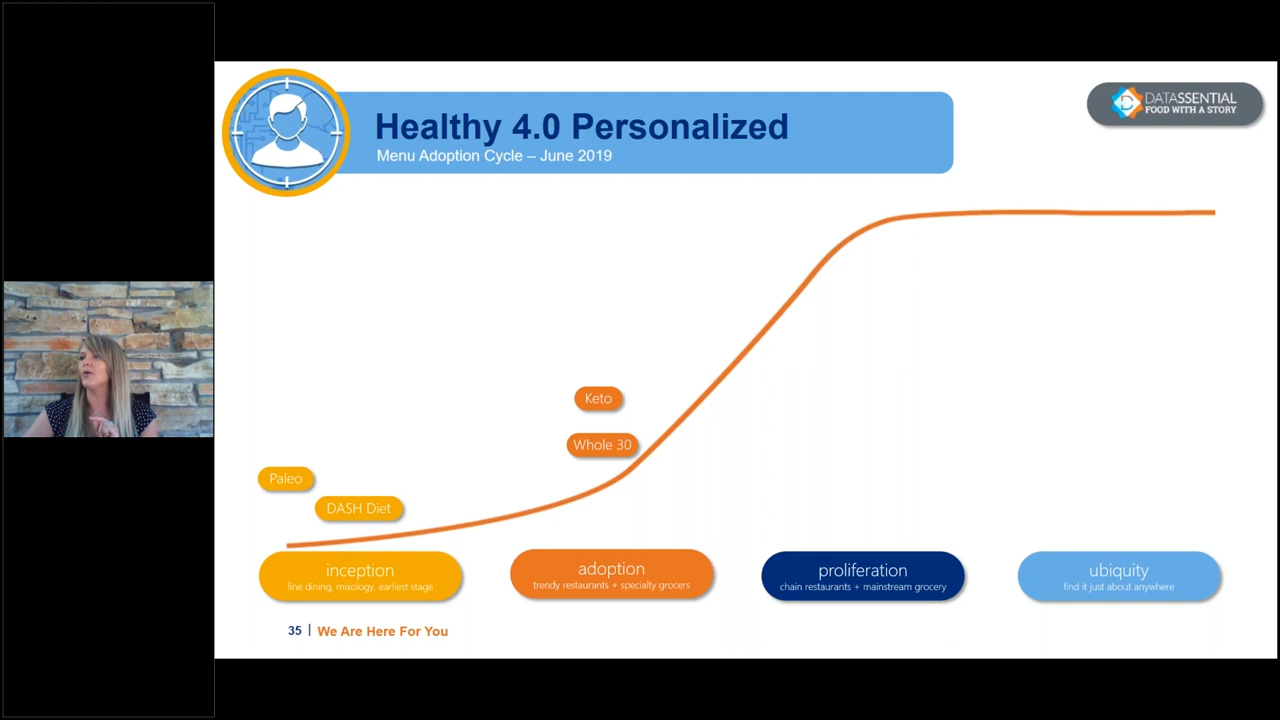 Healthy 4.0 Personalized
Menu Adoption Cycle – June 2019
DATASSENTIAL
FOOD WITH A STORY
Keto
Whole 30
Paleo
DASH Diet
inception
fine dining, mixology, earliest stage
adoption
trendy restaurants + specialty grocers
proliferation
chain restaurants + mainstream grocery
ubiquity
find it just about anywhere
35 | We Are Here For You